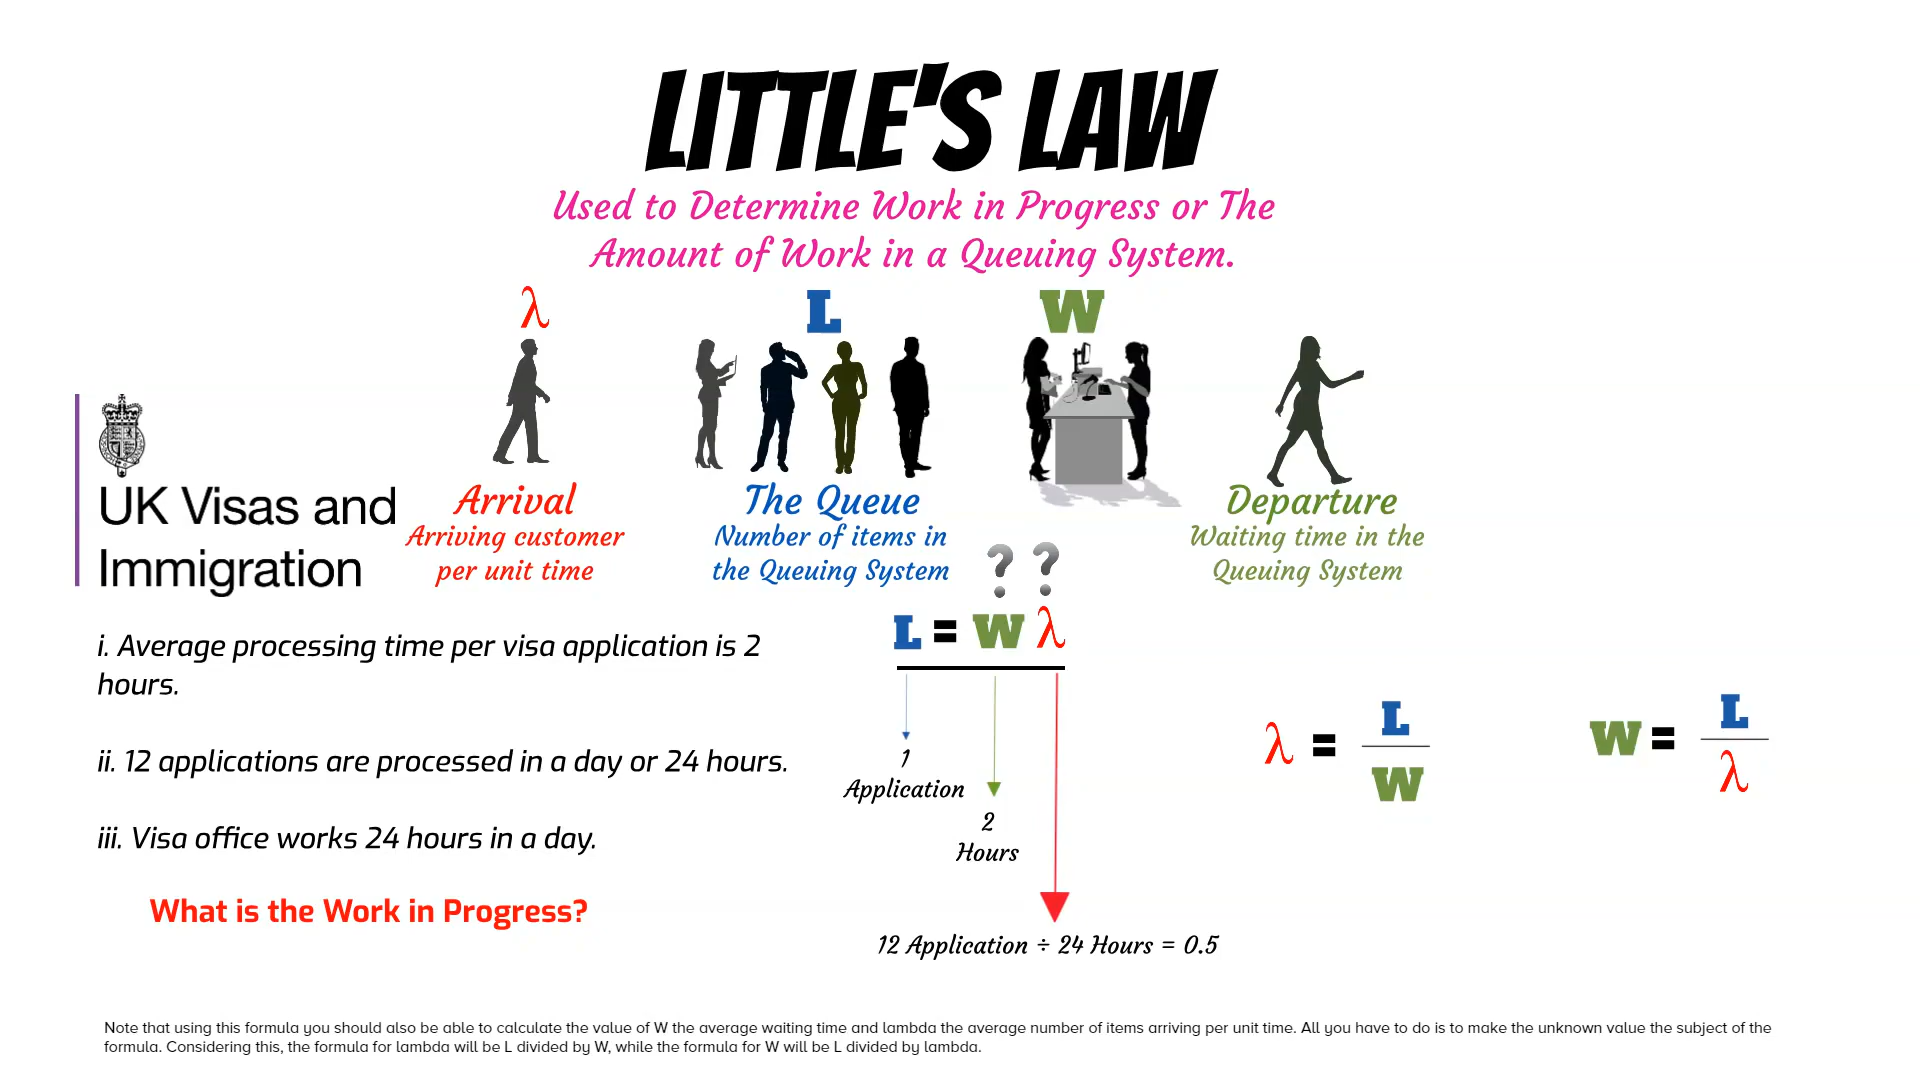 LITTLE'S LAW
Used to Determine Work in Progress or The
Amount of Work in a Queuing System.
λ
L
W
UK Visas and
Immigration
Arrival
Arriving customer
per unit time
The Queue
Number of items in
the Queuing System
Departure
Waiting time in the
Queuing System
? ?
L = W λ
i. Average processing time per visa application is 2
hours.
ii. 12 applications are processed in a day or 24 hours.
iii. Visa office works 24 hours in a day.
What is the Work in Progress?
1
Application
2
Hours
12 Application ÷ 24 Hours = 0.5
λ =
L
W
W =
L
λ
Note that using this formula you should also be able to calculate the value of W the average waiting time and lambda the average number of items arriving per unit time. All you have to do is to make the unknown value the subject of the
formula. Considering this, the formula for lambda will be L divided by W, while the formula for W will be L divided by lambda.